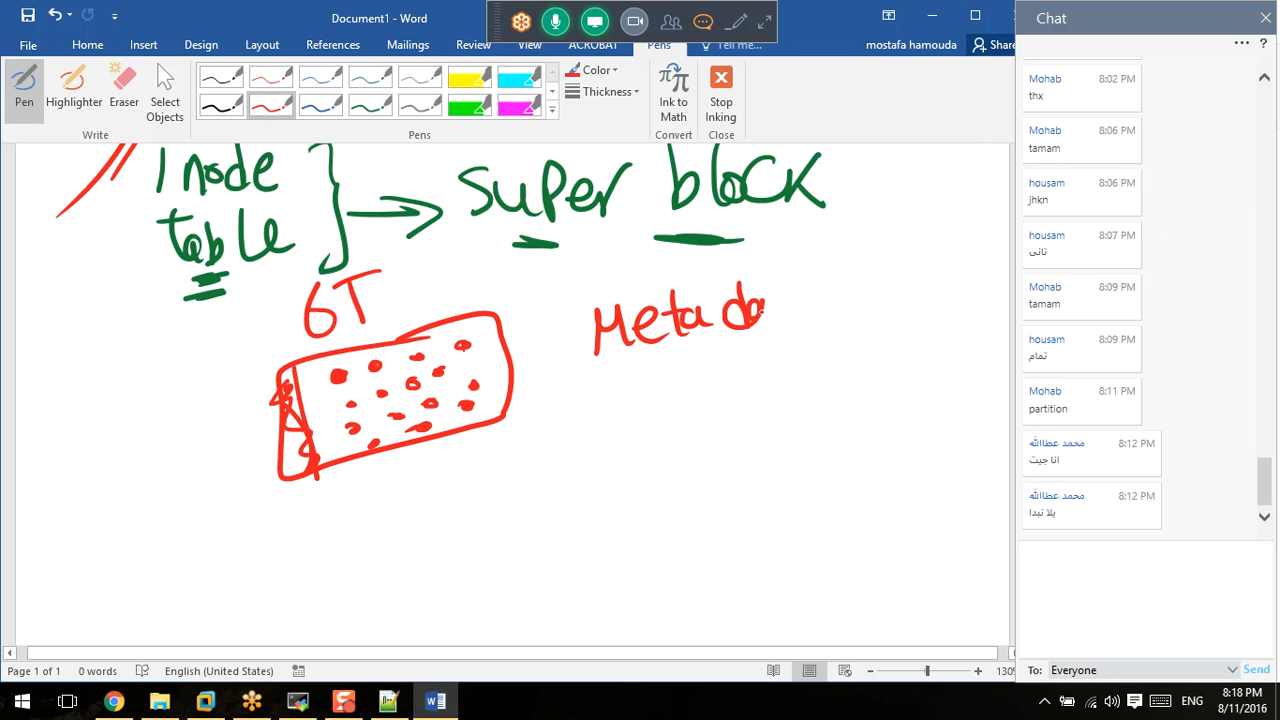 Document1 - Word
mostafa hamouda
Share
File
Home
Insert
Design
Layout
References
Mailings
Review
View
ACROBAT
Pens
Tell me...
Pen
Highlighter
Eraser
Select Objects
Color
Thickness
Ink to Math
Stop Inking
Write
Pens
Convert
Close
inode
table
super block
6T
Meta da
Page 1 of 1
0 words
English (United States)
130%
Chat
Mohab 8:02 PM
thx
Mohab 8:06 PM
tamam
housam 8:06 PM
jhkn
housam 8:07 PM
تانى
Mohab 8:09 PM
tamam
housam 8:09 PM
تمام
Mohab 8:11 PM
partition
محمد عطاالله 8:12 PM
انا جيت
محمد عطاالله 8:12 PM
يلا نبدا
To: Everyone
Send
ENG
8:18 PM
8/11/2016